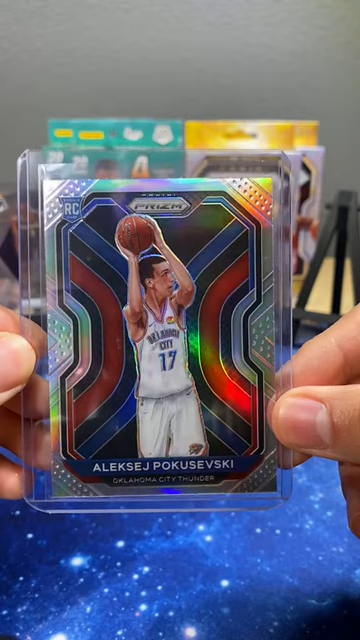 PANINI
PRIZM
RC
OKLAHOMA
CITY
17
ALEKSEJ POKUSEVSKI
OKLAHOMA CITY THUNDER